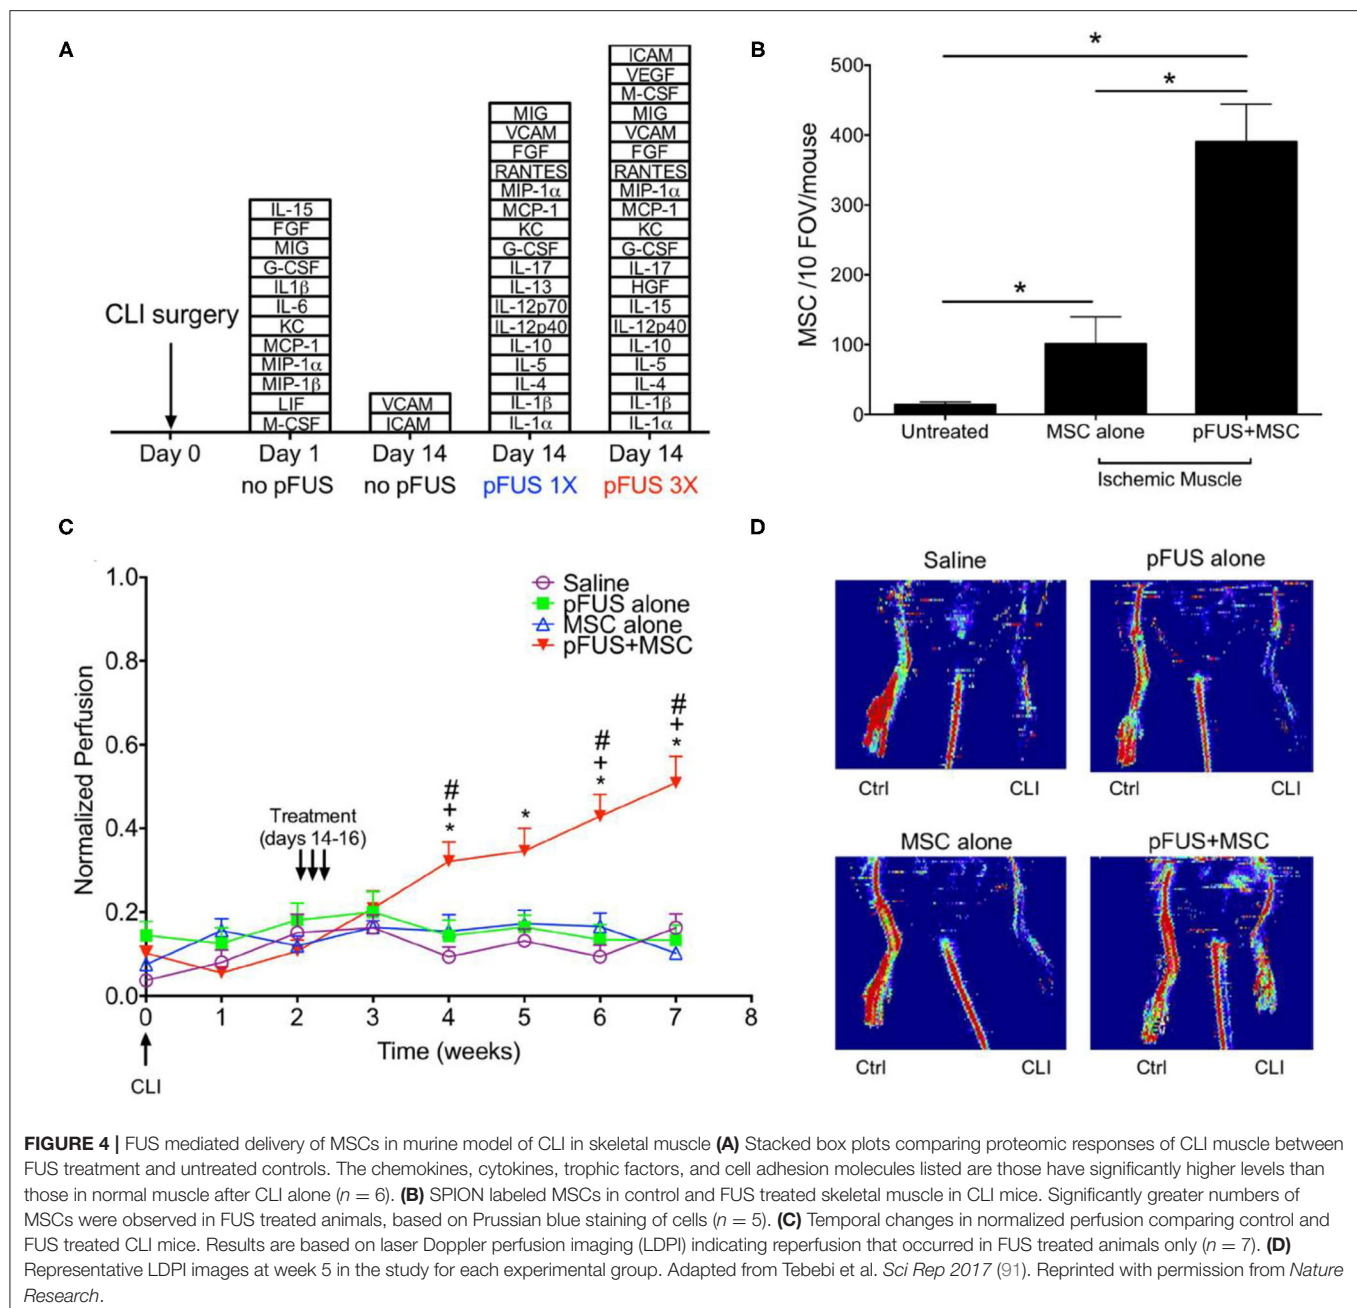 A
CLI surgery
IL-15
FGF
MIG
G-CSF
IL1β
IL-6
KC
MCP-1
MIP-1α
MIP-1β
LIF
M-CSF
VCAM
ICAM
MIG
VCAM
FGF
RANTES
MIP-1α
MCP-1
KC
G-CSF
IL-17
IL-13
IL-12p70
IL-12p40
IL-10
IL-5
IL-4
IL-1β
IL-1α
ICAM
VEGF
M-CSF
MIG
VCAM
FGF
RANTES
MIP-1α
MCP-1
KC
G-CSF
IL-17
HGF
IL-15
IL-12p40
IL-10
IL-5
IL-4
IL-1β
IL-1α
Day 0 Day 1 Day 14 Day 14 Day 14
no pFUS no pFUS pFUS 1X pFUS 3X
B
MSC /10 FOV/mouse
500
400
300
200
100
0
*
*
*
Untreated MSC alone pFUS+MSC
Ischemic Muscle
C
Normalized Perfusion
1.0
0.8
0.6
0.4
0.2
0.0
Saline
pFUS alone
MSC alone
pFUS+MSC
Treatment
(days 14-16)
#
+
*
*
#
+
*
#
+
*
0 1 2 3 4 5 6 7 8
Time (weeks)
CLI
D
Saline pFUS alone
Ctrl CLI Ctrl CLI
MSC alone pFUS+MSC
Ctrl CLI Ctrl CLI
FIGURE 4 | FUS mediated delivery of MSCs in murine model of CLI in skeletal muscle (A) Stacked box plots comparing proteomic responses of CLI muscle between
FUS treatment and untreated controls. The chemokines, cytokines, trophic factors, and cell adhesion molecules listed are those have significantly higher levels than
those in normal muscle after CLI alone (n = 6). (B) SPION labeled MSCs in control and FUS treated skeletal muscle in CLI mice. Significantly greater numbers of
MSCs were observed in FUS treated animals, based on Prussian blue staining of cells (n = 5). (C) Temporal changes in normalized perfusion comparing control and
FUS treated CLI mice. Results are based on laser Doppler perfusion imaging (LDPI) indicating reperfusion that occurred in FUS treated animals only (n = 7). (D)
Representative LDPI images at week 5 in the study for each experimental group. Adapted from Tebebi et al. Sci Rep 2017 (91). Reprinted with permission from Nature
Research.